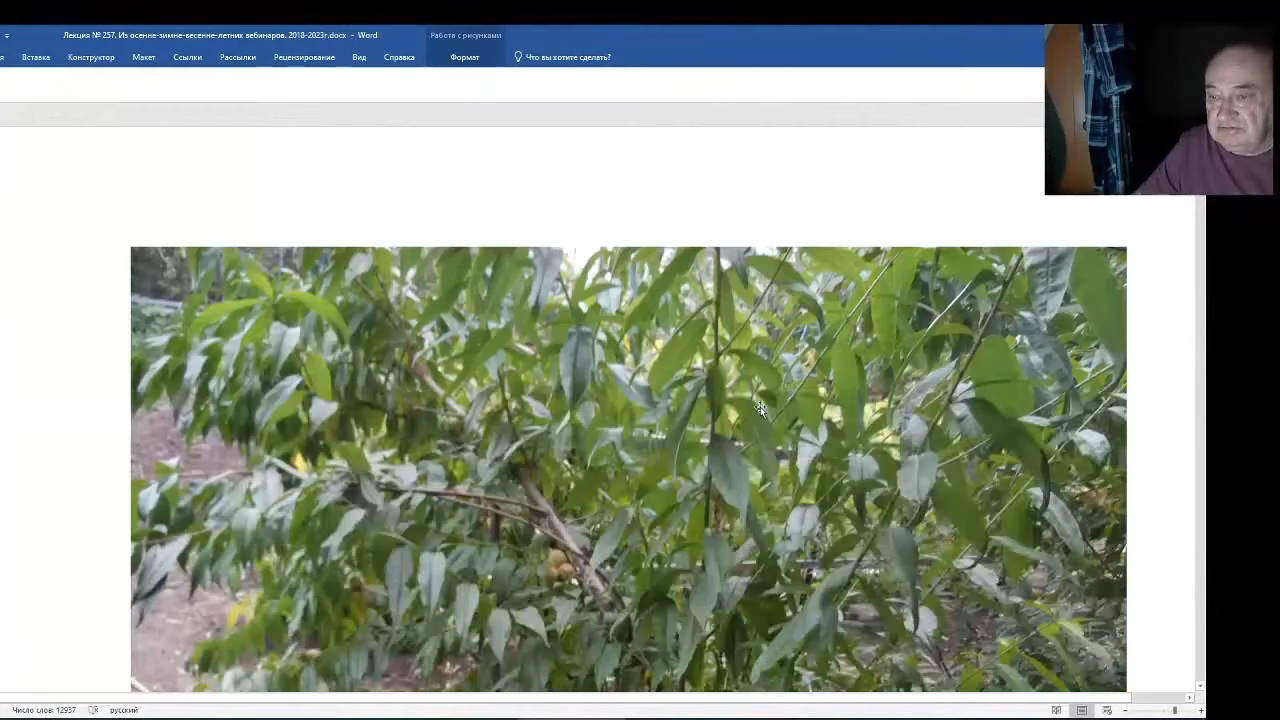 Лекция № 257. Из осенне-зимне-весенне-летних вебинаров. 2018-2023г.docx - Word
Работа с рисунками
Вставка Конструктор Макет Ссылки Рассылки Рецензирование Вид Справка Формат Что вы хотите сделать?
Число слов: 12937 русский